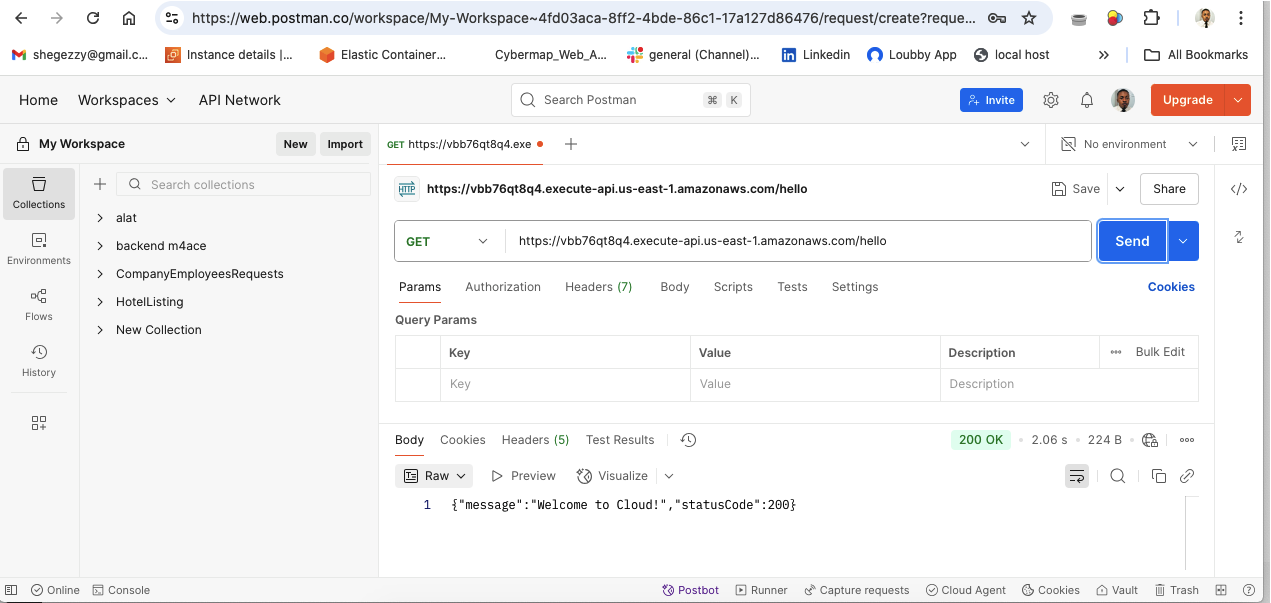 https://web.postman.co/workspace/My-Workspace~4fd03aca-8ff2-4bde-86c1-17a127d86476/request/create?reque...
shegezzy@gmail.c... Instance details |... Elastic Container... Cybermap_Web_A... general (Channel)... LinkedIn Loubby App local host » All Bookmarks
Home Workspaces API Network Search Postman ⌘ K Invite Upgrade
My Workspace New Import GET https://vbb76qt8q4.exe No environment
Collections
Environments
Flows
History
Search collections
alat
backend m4ace
CompanyEmployeesRequests
HotelListing
New Collection
HTTP https://vbb76qt8q4.execute-api.us-east-1.amazonaws.com/hello Save Share
GET https://vbb76qt8q4.execute-api.us-east-1.amazonaws.com/hello Send
Params Authorization Headers (7) Body Scripts Tests Settings Cookies
Query Params
Key Value Description Bulk Edit
Key Value Description
Body Cookies Headers (5) Test Results 200 OK 2.06 s 224 B
Raw Preview Visualize
1 {"message":"Welcome to Cloud!","statusCode":200}
Online Console Postbot Runner Capture requests Cloud Agent Cookies Vault Trash